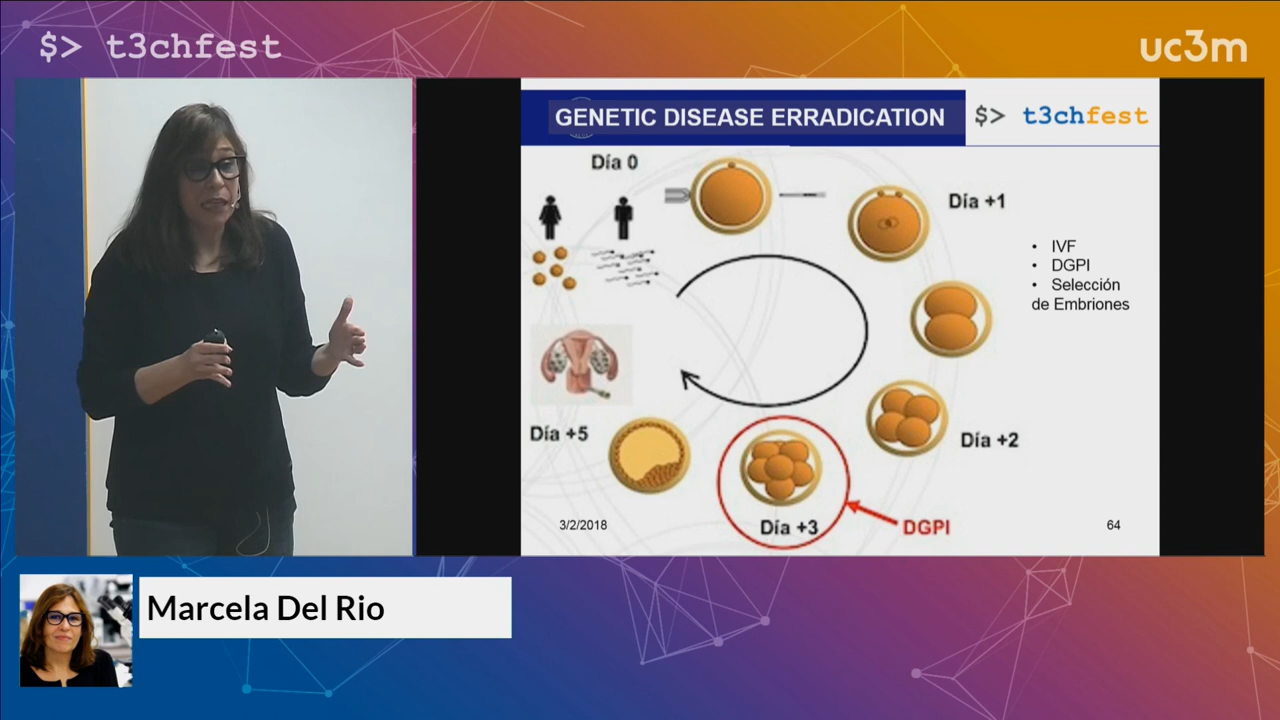 $> t3chfest
uc3m
GENETIC DISEASE ERRADICATION
$> t3chfest
Día 0
Día +1
• IVF
• DGPI
• Selección
de Embriones
Día +2
Día +5
Día +3
DGPI
3/2/2018
64
Marcela Del Rio